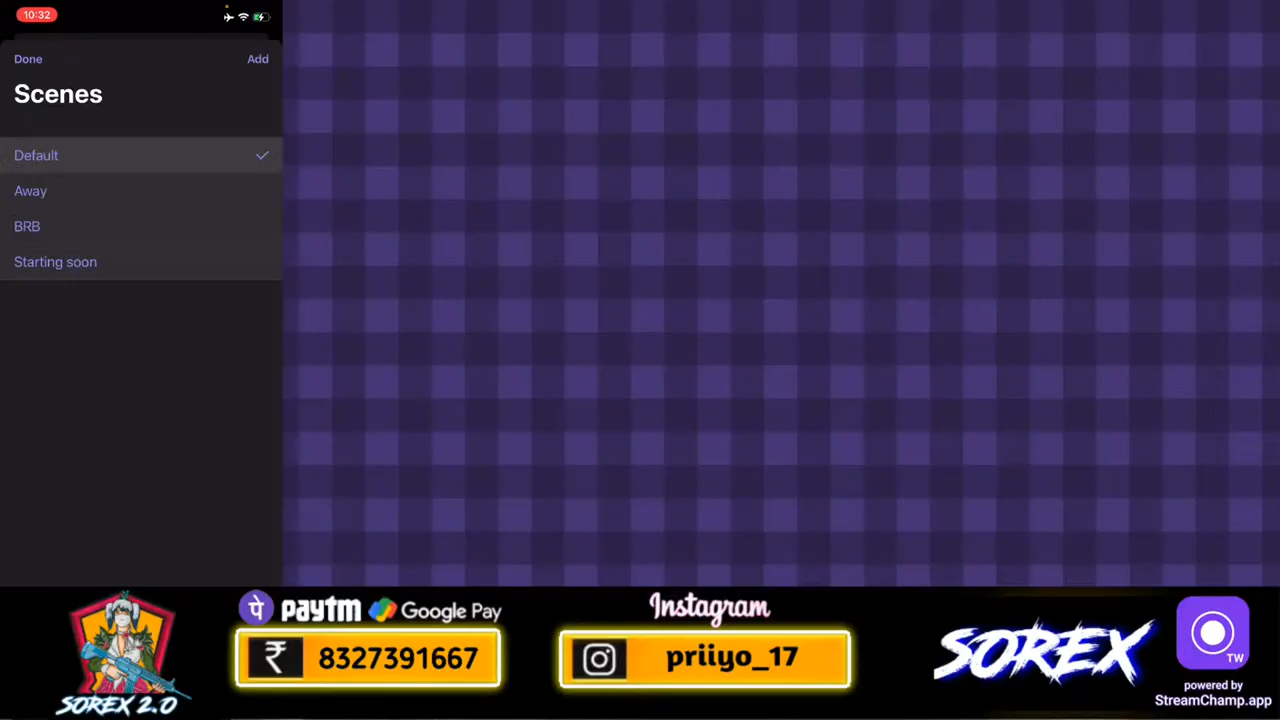 10:32
Done
Add
Scenes
Default
Away
BRB
Starting soon
पे paytm Google Pay
₹ 8327391667
Instagram
priiyo_17
SOREX 2.0
SOREX
TW
powered by
StreamChamp.app